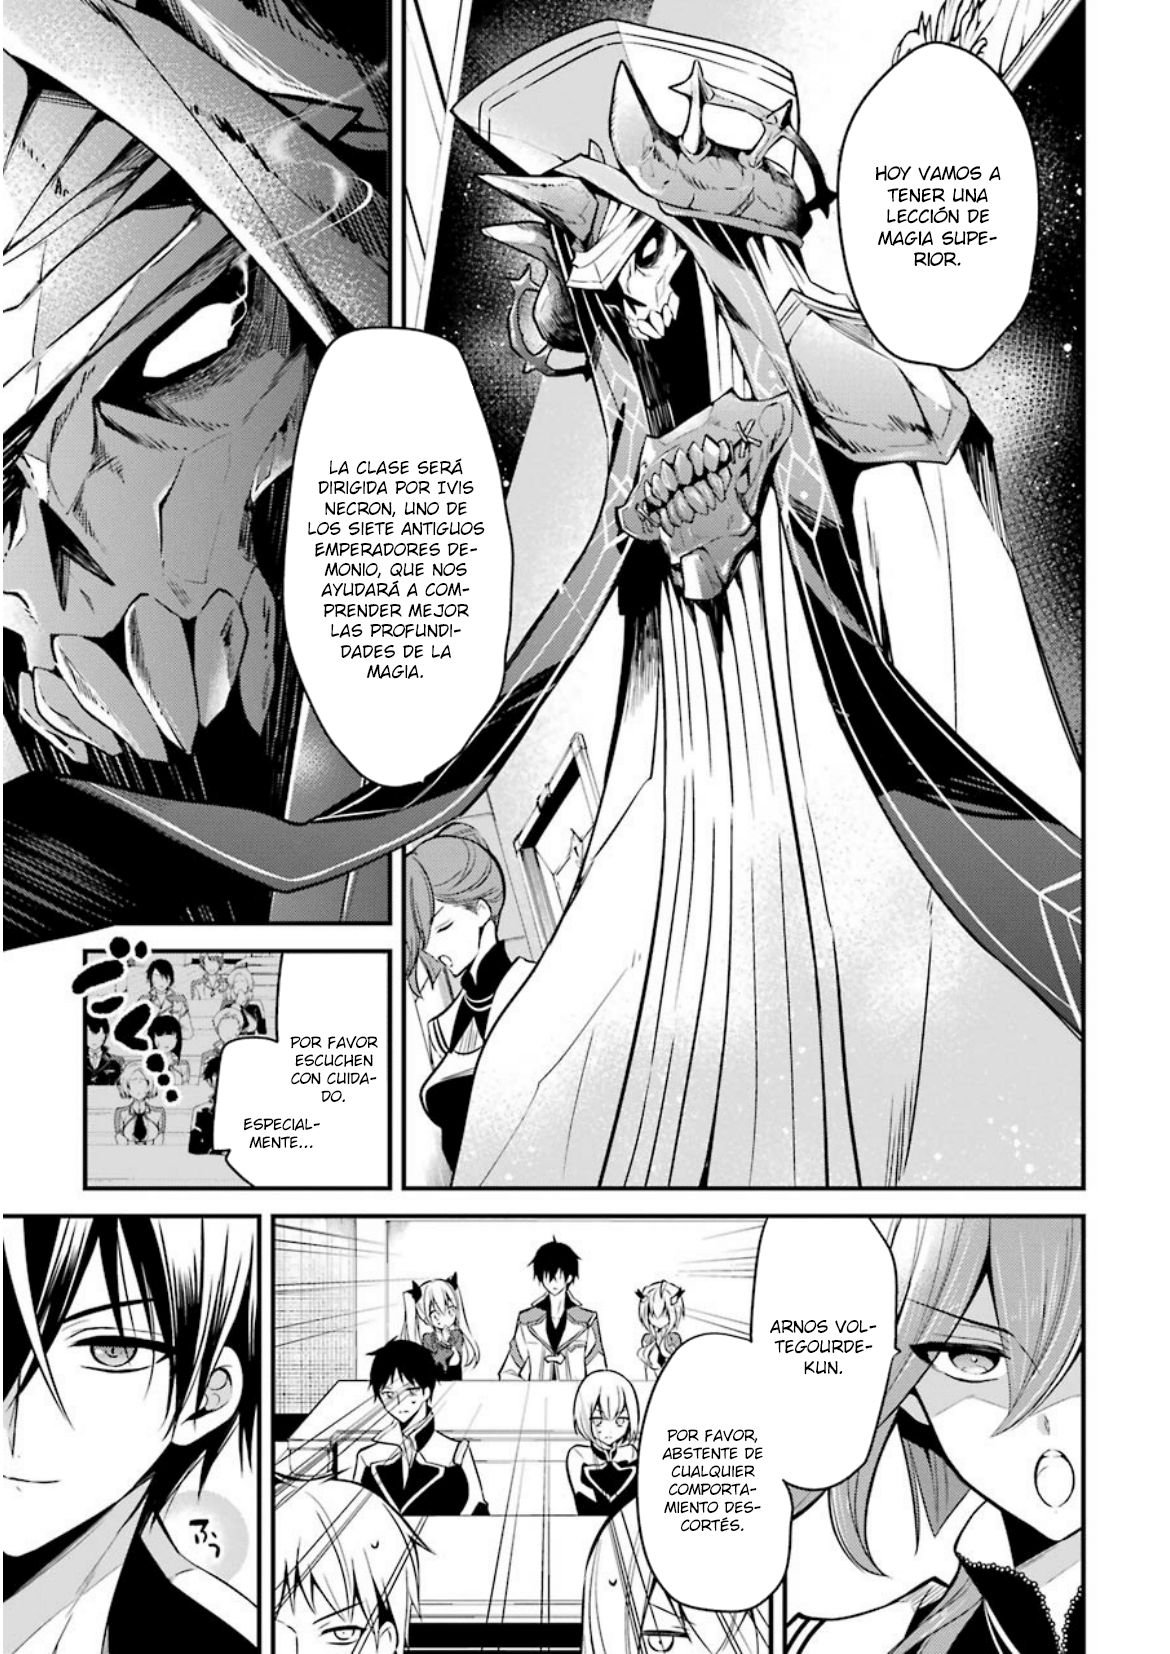 HOY VAMOS A
TENER UNA
LECCIÓN DE
MAGIA SUPE-
RIOR.
LA CLASE SERÁ
DIRIGIDA POR IVIS
NECRON, UNO DE
LOS SIETE ANTIGUOS
EMPERADORES DE-
MONIO, QUE NOS
AYUDARÁ A COM-
PRENDER MEJOR
LAS PROFUNDI-
DADES DE LA
MAGIA.
POR FAVOR
ESCUCHEN
CON CUIDA-
DO.
ESPECIAL-
MENTE...
ごくっ
ARNOS VOL-
TEGOURDE-
KUN.
POR FAVOR,
ABSTENTE DE
CUALQUIER
COMPORTA-
MIENTO DES-
CORTÉS.
ふっ